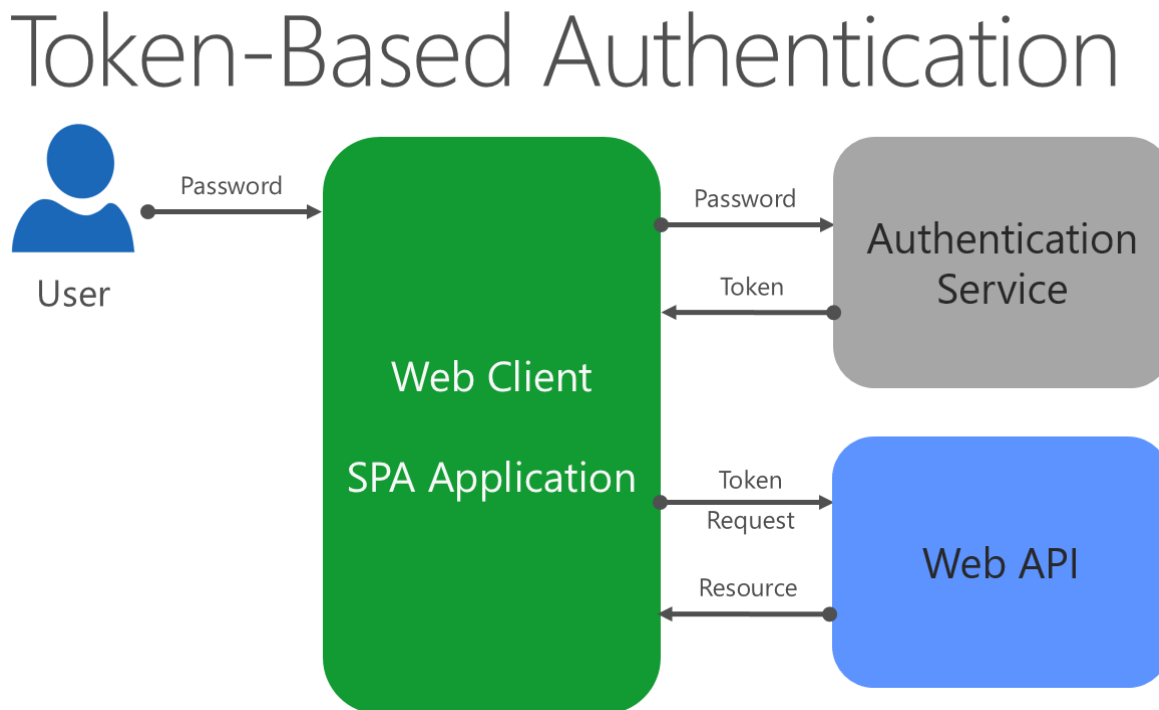 Token-Based Authentication
User
Password
Web Client
SPA Application
Password
Token
Authentication
Service
Token
Request
Resource
Web API